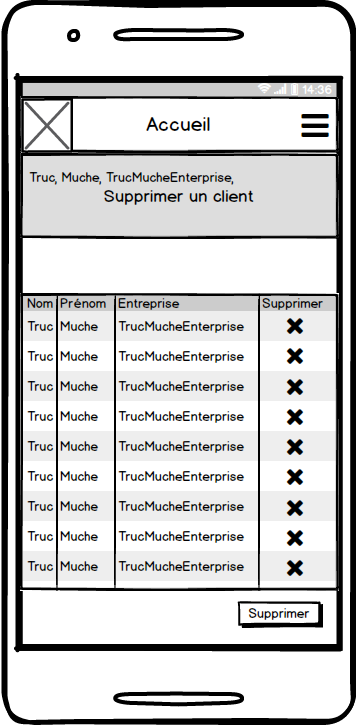 14:36
Accueil
Truc, Muche, TrucMucheEnterprise,
Supprimer un client
Nom Prénom Entreprise Supprimer
Truc Muche TrucMucheEnterprise
Truc Muche TrucMucheEnterprise
Truc Muche TrucMucheEnterprise
Truc Muche TrucMucheEnterprise
Truc Muche TrucMucheEnterprise
Truc Muche TrucMucheEnterprise
Truc Muche TrucMucheEnterprise
Truc Muche TrucMucheEnterprise
Truc Muche TrucMucheEnterprise
Supprimer